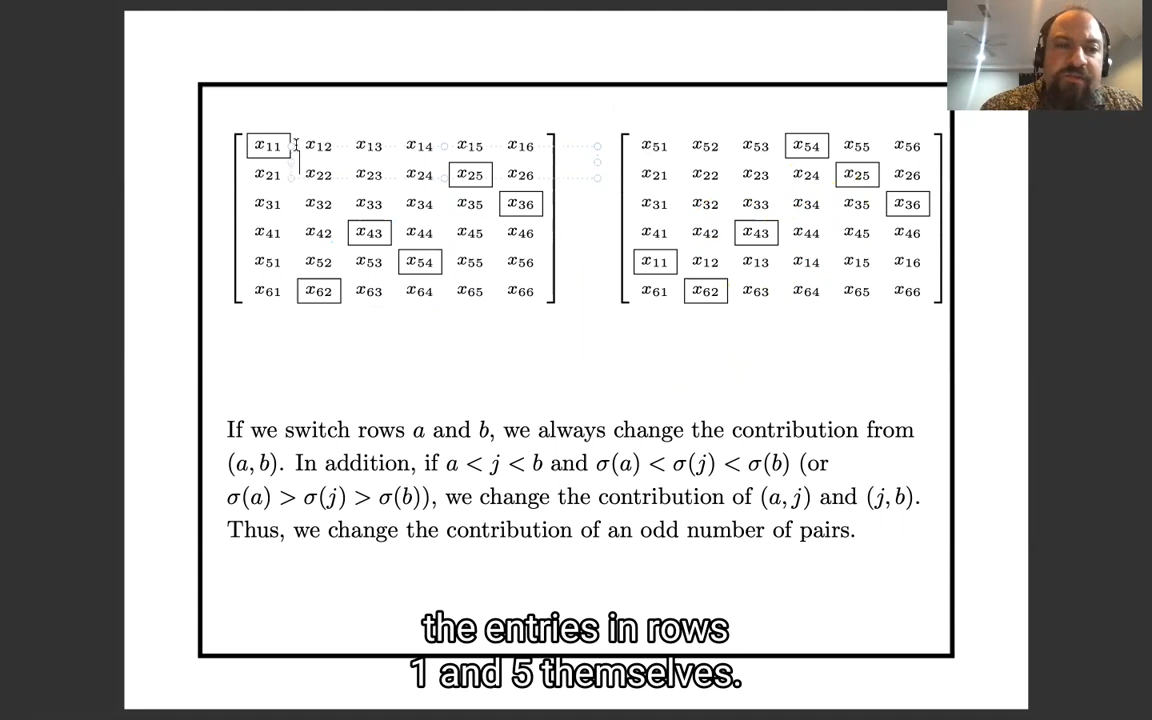 x11 x12 x13 x14 x15 x16
x21 x22 x23 x24 x25 x26
x31 x32 x33 x34 x35 x36
x41 x42 x43 x44 x45 x46
x51 x52 x53 x54 x55 x56
x61 x62 x63 x64 x65 x66
x51 x52 x53 x54 x55 x56
x21 x22 x23 x24 x25 x26
x31 x32 x33 x34 x35 x36
x41 x42 x43 x44 x45 x46
x11 x12 x13 x14 x15 x16
x61 x62 x63 x64 x65 x66
If we switch rows a and b, we always change the contribution from
(a, b). In addition, if a < j < b and σ(a) < σ(j) < σ(b) (or
σ(a) > σ(j) > σ(b)), we change the contribution of (a, j) and (j, b).
Thus, we change the contribution of an odd number of pairs.
the entries in rows
1 and 5 themselves.